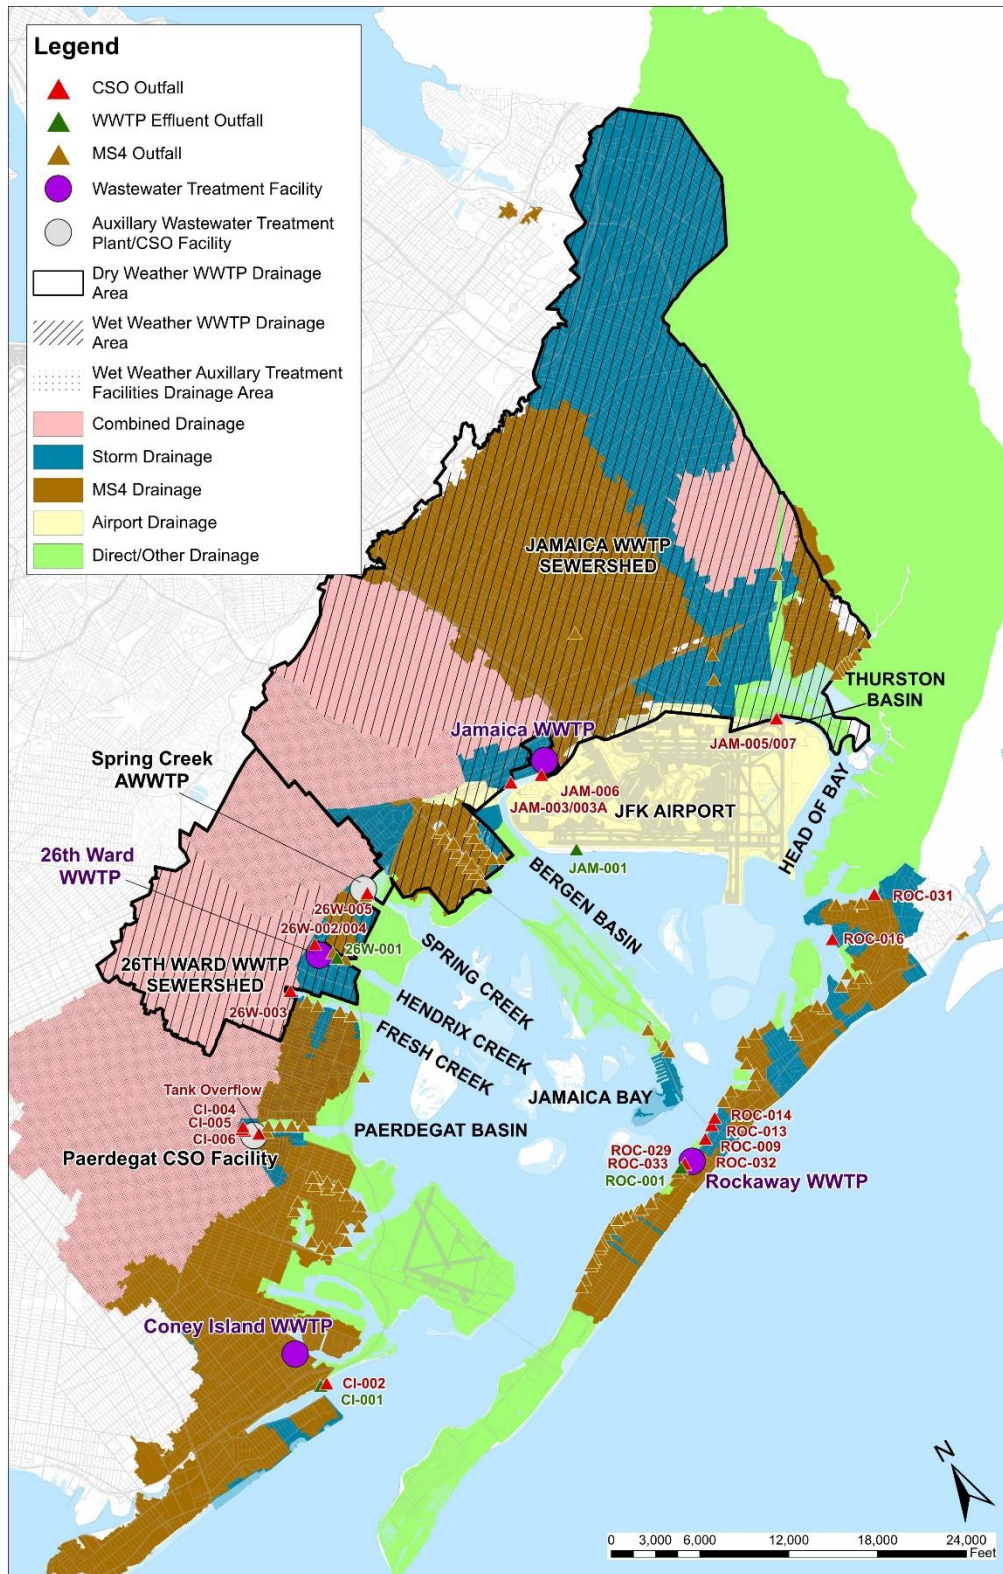 Legend
CSO Outfall
WWTP Effluent Outfall
MS4 Outfall
Wastewater Treatment Facility
Auxillary Wastewater Treatment
Plant/CSO Facility
Dry Weather WWTP Drainage
Area
Wet Weather WWTP Drainage
Area
Wet Weather Auxillary Treatment
Facilities Drainage Area
Combined Drainage
Storm Drainage
MS4 Drainage
Airport Drainage
Direct/Other Drainage
JAMAICA WWTP
SEWERSHED
THURSTON
BASIN
Jamaica WWTP
JAM-005/007
Spring Creek
AWWTP
JAM-006
JAM-003/003A
JFK AIRPORT
HEAD OF BAY
26th Ward
WWTP
JAM-001
BERGEN BASIN
ROC-031
26W-005
26W-002/004
26W-001
ROC-016
SPRING CREEK
26TH WARD WWTP
SEWERSHED
HENDRIX CREEK
26W-003
FRESH CREEK
Tank Overflow
JAMAICA BAY
CI-004
CI-005
CI-006
PAERDEGAT BASIN
Paerdegat CSO Facility
ROC-014
ROC-013
ROC-009
ROC-029
ROC-033
ROC-032
ROC-001
Rockaway WWTP
Coney Island WWTP
CI-002
CI-001
N
0 3,000 6,000 12,000 18,000 24,000
Feet